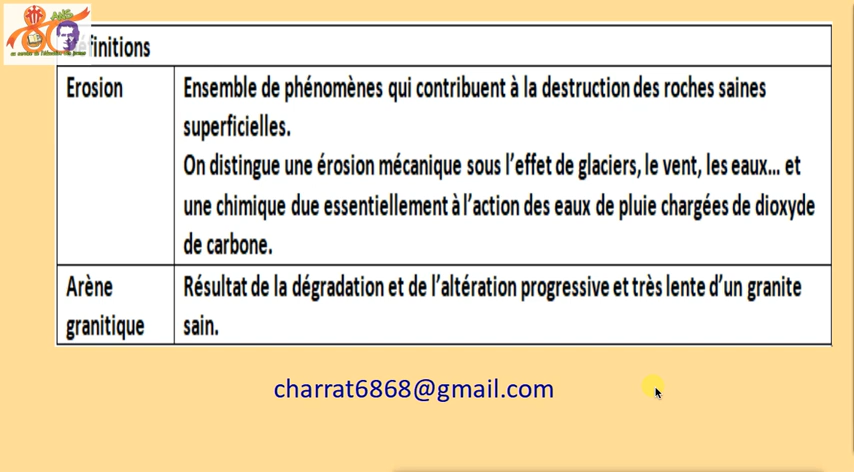 finitions
Erosion
Ensemble de phénomènes qui contribuent à la destruction des roches saines
superficielles.
On distingue une érosion mécanique sous l'effet de glaciers, le vent, les eaux... et
une chimique due essentiellement à l'action des eaux de pluie chargées de dioxyde
de carbone.
Arène
granitique
Résultat de la dégradation et de l'altération progressive et très lente d'un granite
sain.
charrat6868@gmail.com